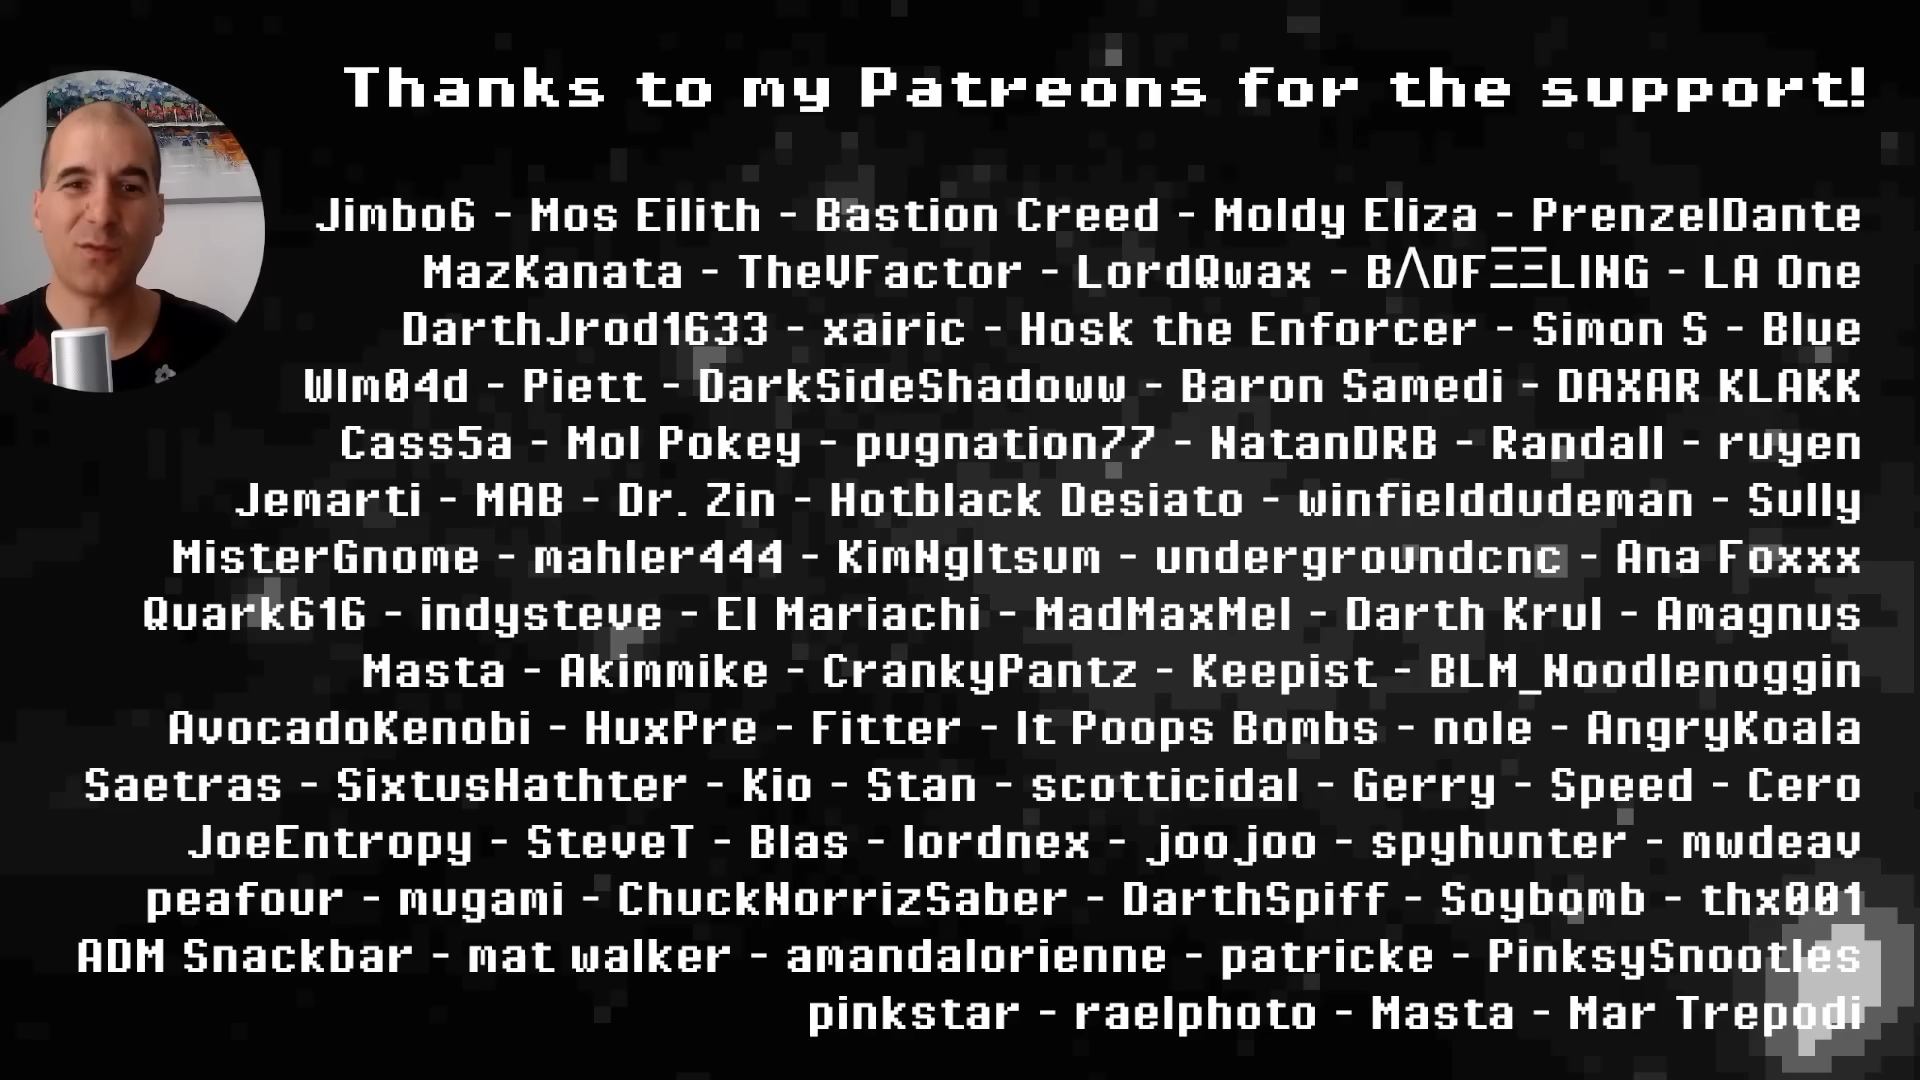 Thanks to my Patreons for the support!
Jimbo6 - Mos Eilith - Bastion Creed - Moldy Eliza - PrenzelDante
MazKanata - TheVFactor - LordQwax - BΛDFΞΞLING - LA One
DarthJrod1633 - xairic - Hosk the Enforcer - Simon S - Blue
Wlm04d - Piett - DarkSideShadoww - Baron Samedi - DAXAR KLAKK
Cass5a - Mol Pokey - pugnation77 - NatanDRB - Randall - ruyen
Jemarti - MAB - Dr. Zin - Hotblack Desiato - winfielddudeman - Sully
MisterGnome - mahler444 - KimNgltsum - undergroundcnc - Ana Foxxx
Quark616 - indysteve - El Mariachi - MadMaxMel - Darth Krul - Amagnus
Masta - Akimmike - CrankyPantz - Keepist - BLM_Noodlenoggin
AvocadoKenobi - HuxPre - Fitter - It Poops Bombs - nole - AngryKoala
Saetras - SixtusHathter - Kio - Stan - scotticidal - Gerry - Speed - Cero
JoeEntropy - SteveT - Blas - lordnex - joojoo - spyhunter - mwdeav
peafour - mugami - ChuckNorrizSaber - DarthSpiff - Soybomb - thx001
ADM Snackbar - mat walker - amandalorienne - patricke - PinksySnootles
pinkstar - raelphoto - Masta - Mar Trepodi